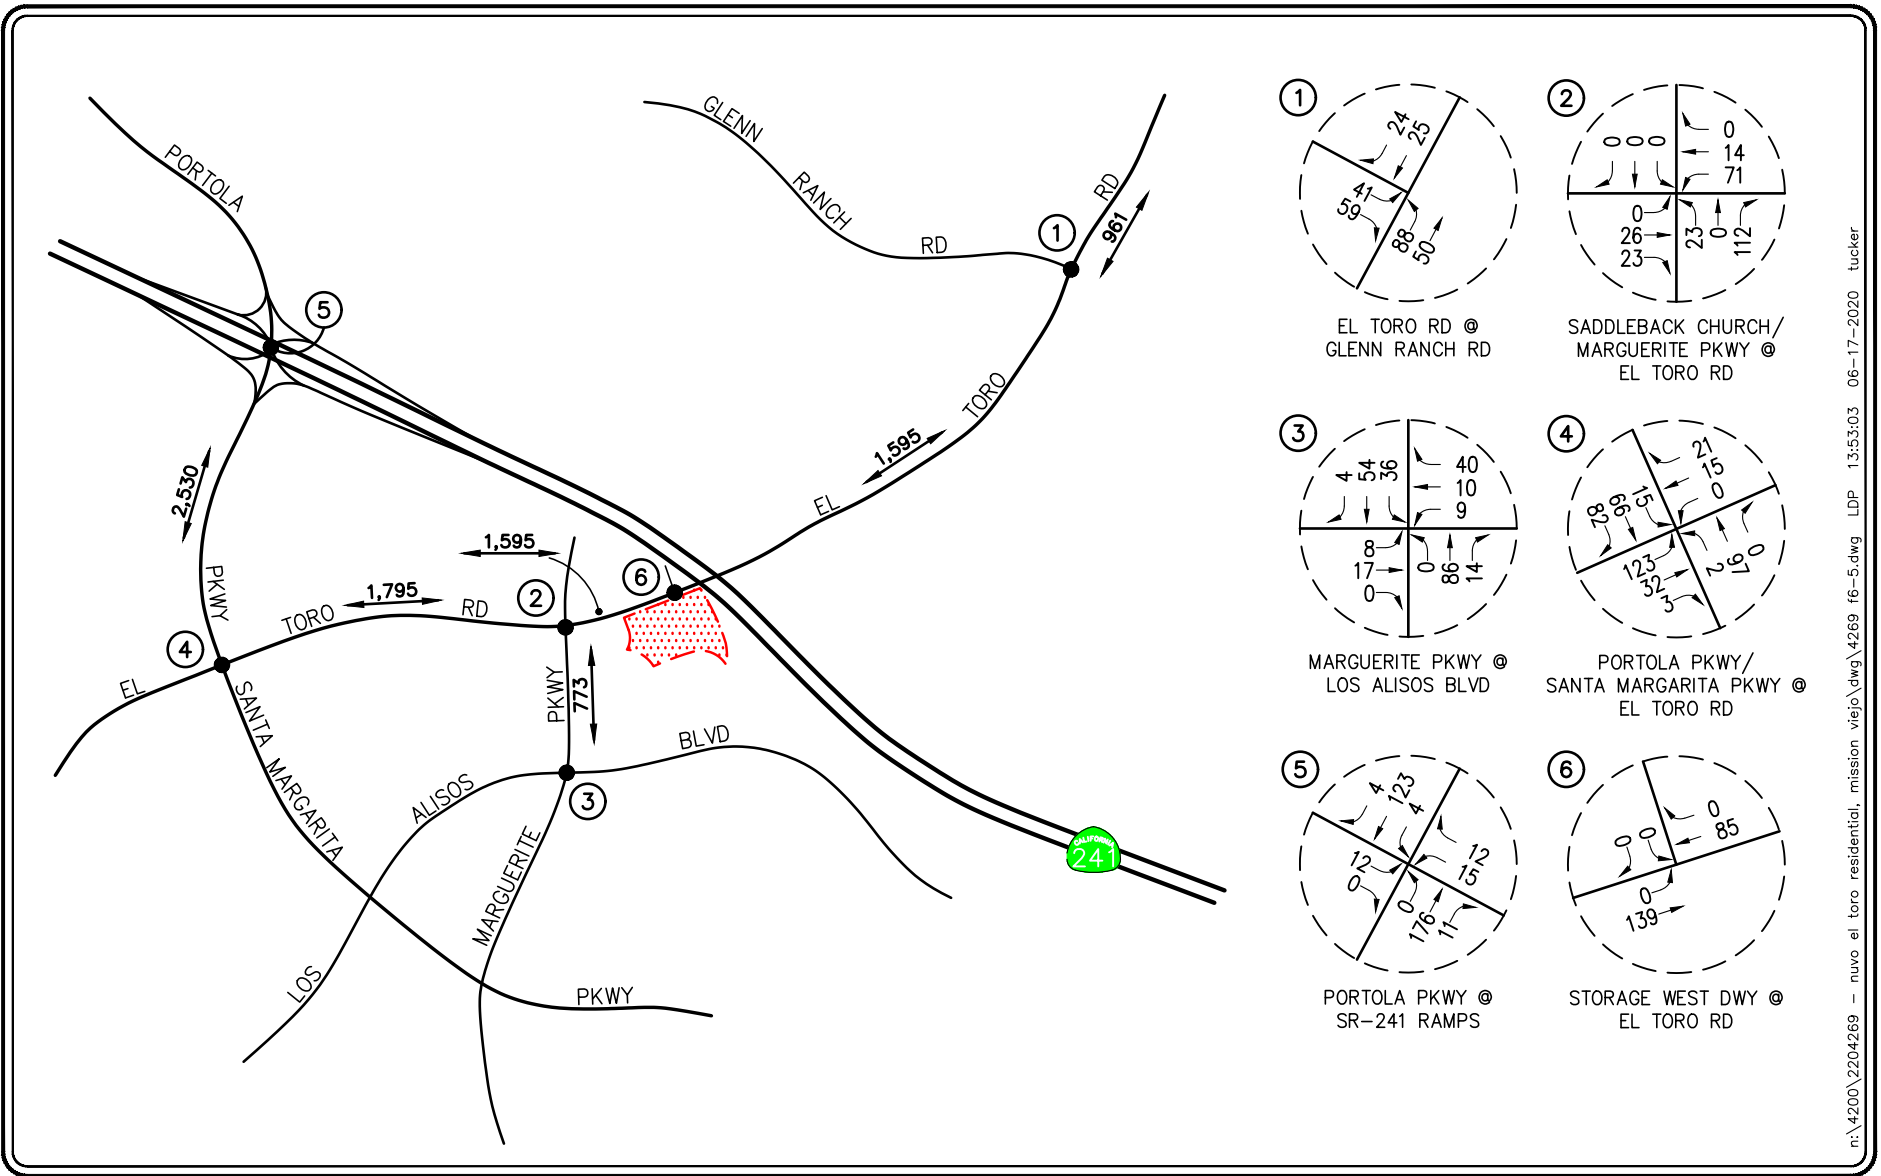 PORTOLA
PKWY
GLENN
RANCH
RD
EL
TORO
RD
961
1,595
1,595
1,795
2,530
773
5
1
6
2
4
3
EL
TORO
RD
SANTA
MARGARITA
PKWY
PKWY
MARGUERITE
LOS
ALISOS
BLVD
CALIFORNIA
241
1
24
25
41
59
88
50
EL TORO RD @
GLENN RANCH RD
2
0
0
0
0
14
71
0
26
23
23
0
112
SADDLEBACK CHURCH/
MARGUERITE PKWY @
EL TORO RD
3
4
54
36
40
10
9
8
17
0
0
86
14
MARGUERITE PKWY @
LOS ALISOS BLVD
4
21
15
0
82
66
15
123
32
3
2
97
0
PORTOLA PKWY/
SANTA MARGARITA PKWY @
EL TORO RD
5
4
123
4
12
15
12
0
0
176
11
PORTOLA PKWY @
SR-241 RAMPS
6
0
85
0
0
0
139
STORAGE WEST DWY @
EL TORO RD
n:\4200\2204269 - nuvo el toro residential, mission viejo\dwg\4269 f6-5.dwg LDP 13:53:03 06-17-2020 tucker